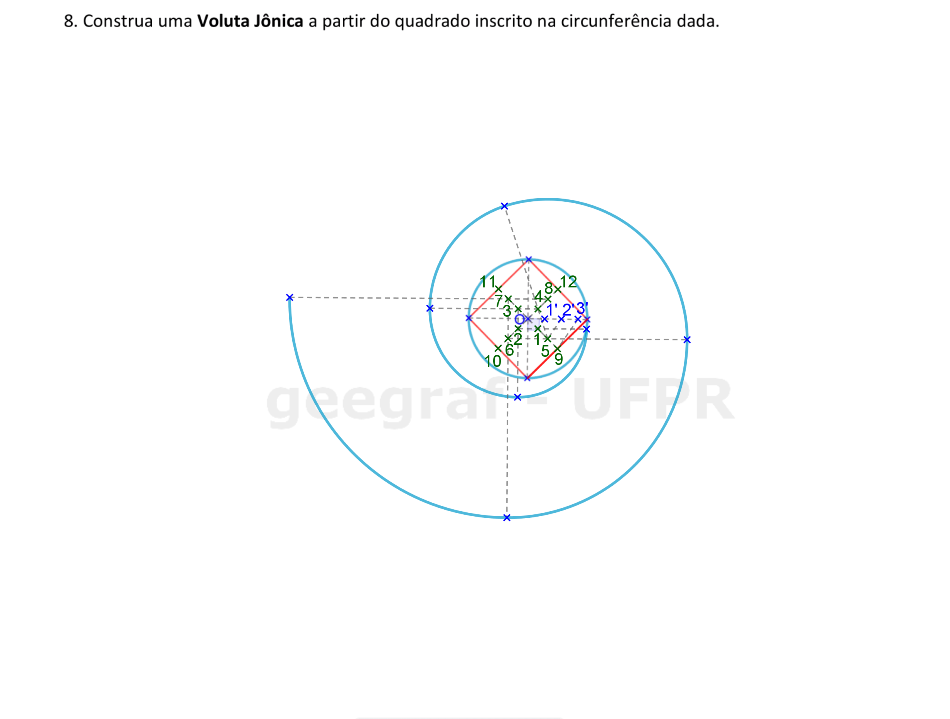 8. Construa uma Voluta Jônica a partir do quadrado inscrito na circunferência dada.
11 12
7 8
3 4
O 1' 2' 3'
2 1
6 5
10 9
geegraf - UFPR